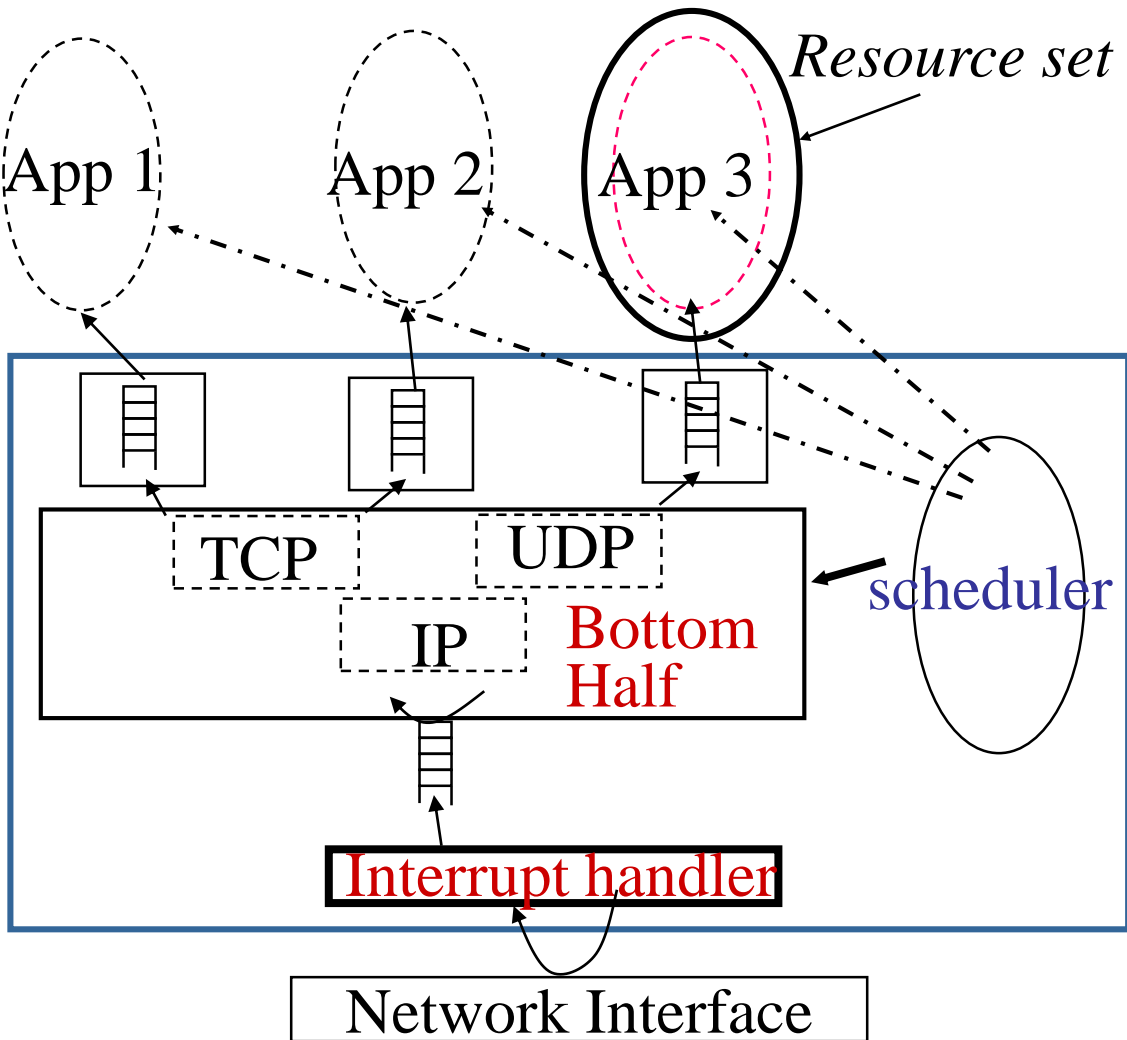 Resource set
App 1
App 2
App 3
TCP
UDP
scheduler
IP
Bottom
Half
Interrupt handler
Network Interface